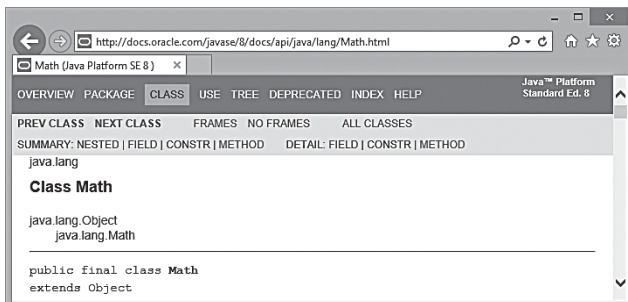 http://docs.oracle.com/javase/8/docs/api/java/lang/Math.html
Math (Java Platform SE 8)
OVERVIEW PACKAGE CLASS USE TREE DEPRECATED INDEX HELP
Java™ Platform
Standard Ed. 8
PREV CLASS NEXT CLASS FRAMES NO FRAMES ALL CLASSES
SUMMARY: NESTED | FIELD | CONSTR | METHOD DETAIL: FIELD | CONSTR | METHOD
java.lang
Class Math
java.lang.Object
java.lang.Math
public final class Math
extends Object